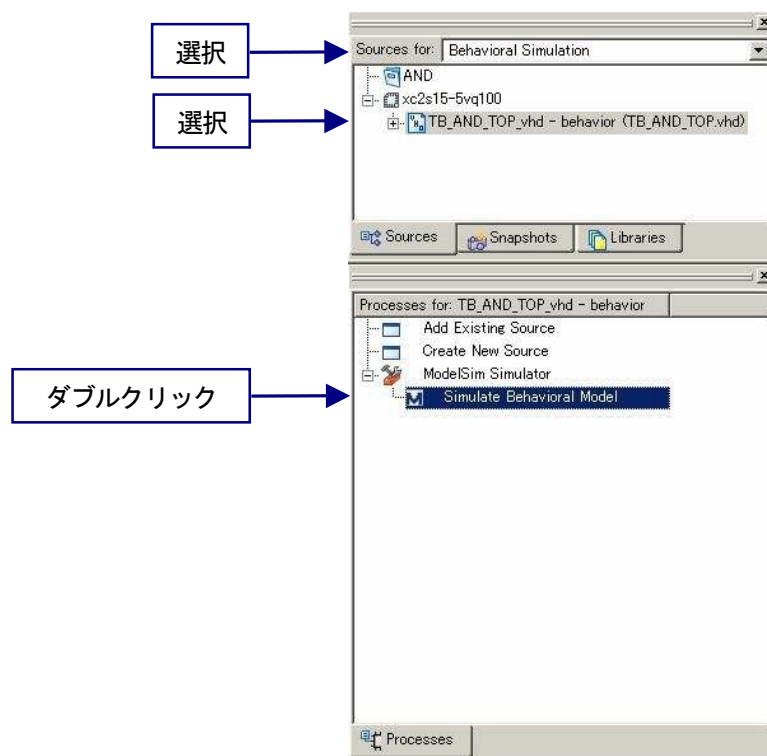 選択
Sources for: Behavioral Simulation
AND
xc2s15-5vq100
選択
TB_AND_TOP_vhd - behavior (TB_AND_TOP.vhd)
Sources Snapshots Libraries
Processes for: TB_AND_TOP_vhd - behavior
Add Existing Source
Create New Source
ModelSim Simulator
ダブルクリック
Simulate Behavioral Model
Processes